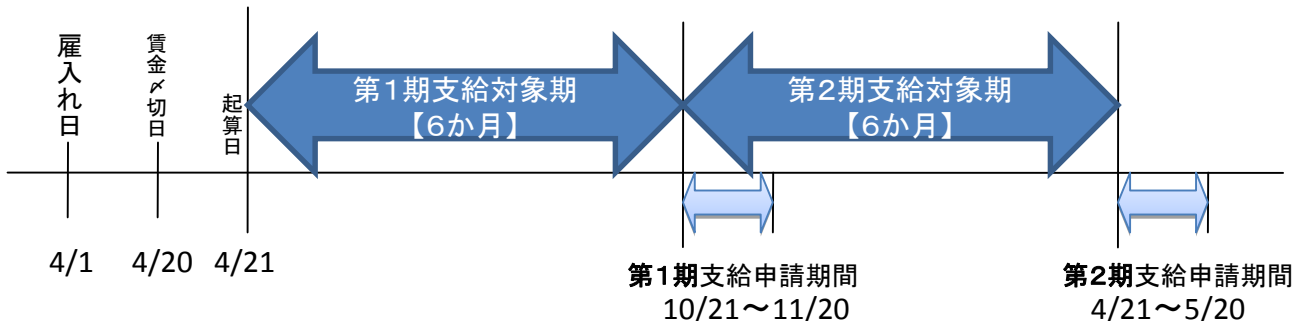 雇入れ日
賃金〆切日
起算日
第1期支給対象期
【6か月】
第2期支給対象期
【6か月】
4/1
4/20
4/21
第1期支給申請期間
10/21～11/20
第2期支給申請期間
4/21～5/20